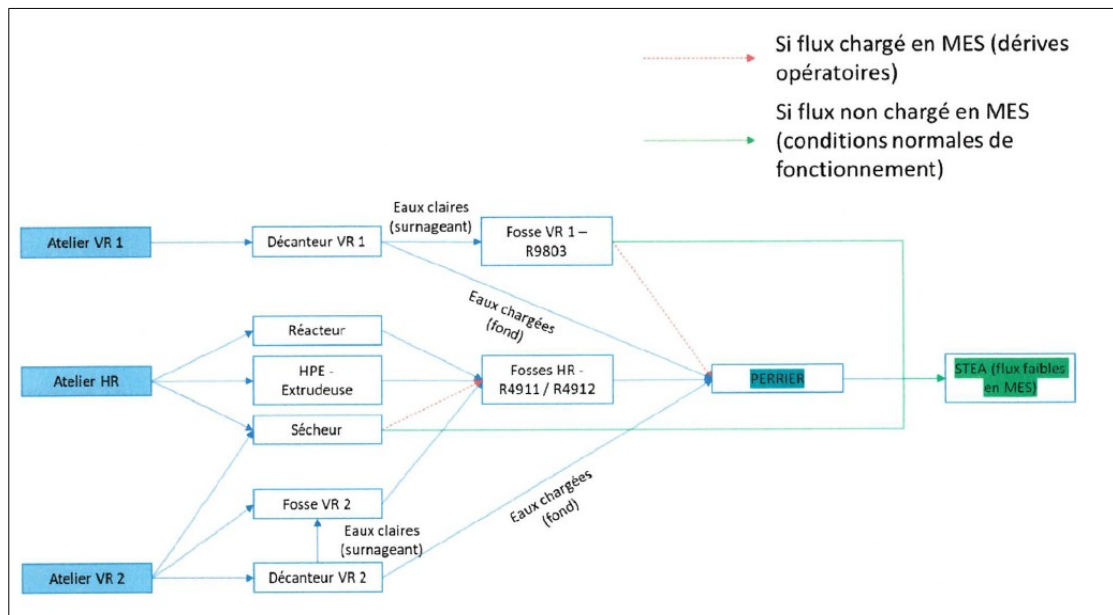 Si flux chargé en MES (dérives
opératoires)
Si flux non chargé en MES
(conditions normales de
fonctionnement)
Eaux claires
(surnageant)
Atelier VR 1
Décanteur VR 1
Fosse VR 1 –
R9803
Eaux chargées
(fond)
Réacteur
Atelier HR
HPE -
Extrudeuse
Fosses HR -
R4911 / R4912
PERRIER
STEA (flux faibles
en MES)
Sécheur
Fosse VR 2
Eaux claires
(surnageant)
Eaux chargées
(fond)
Atelier VR 2
Décanteur VR 2